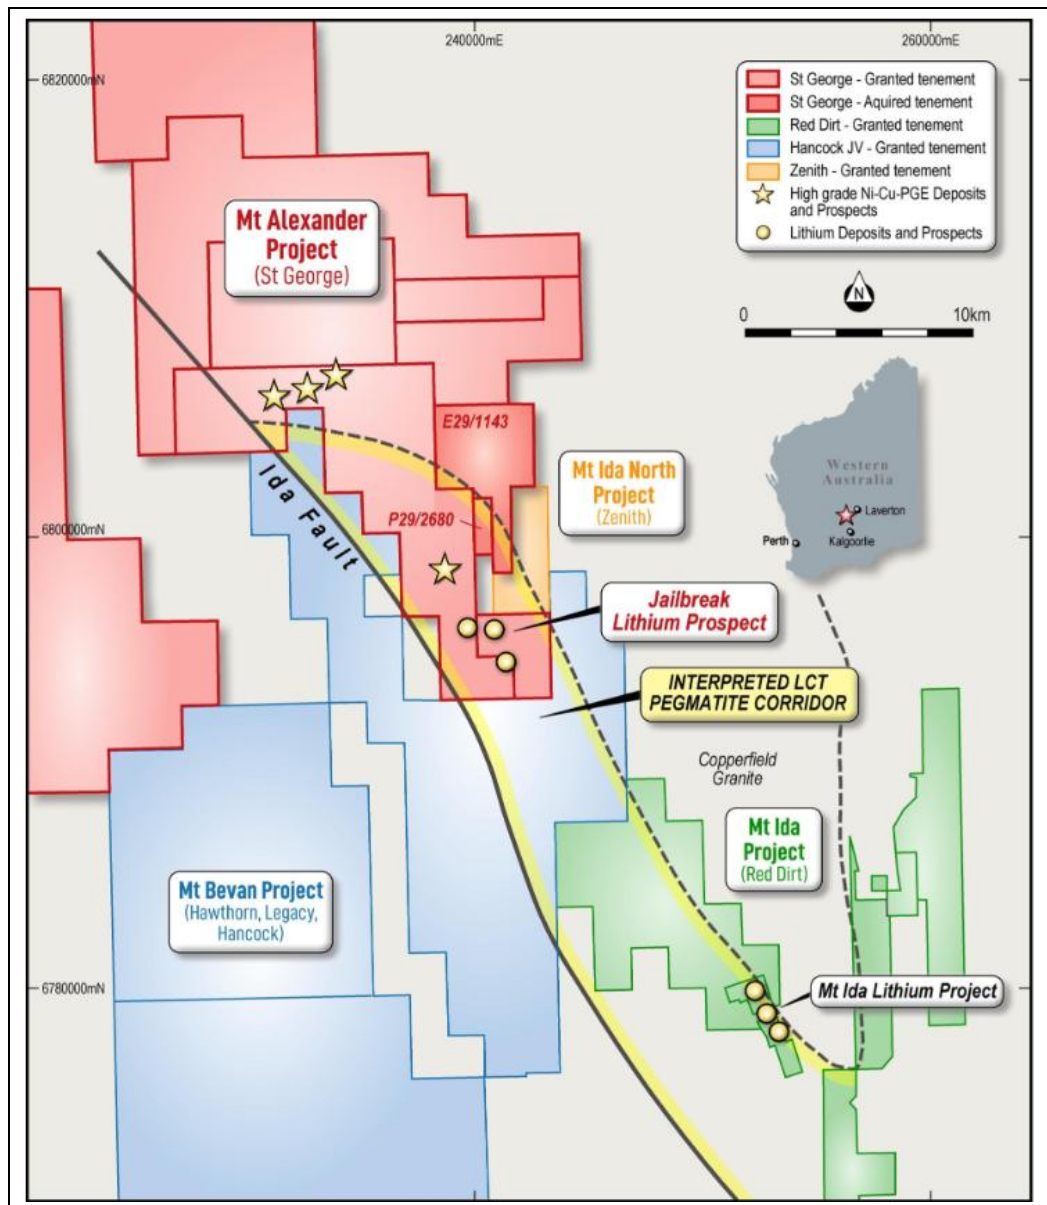 240000mE
260000mE
6820000mN
St George - Granted tenement
St George - Aquired tenement
Red Dirt - Granted tenement
Hancock JV - Granted tenement
Zenith - Granted tenement
High grade Ni-Cu-PGE Deposits
and Prospects
Lithium Deposits and Prospects
Mt Alexander
Project
(St George)
N
0
10km
E29/1143
Ida Fault
P29/2680
Mt Ida North
Project
(Zenith)
Western
Australia
Laverton
Perth
Kalgoorlie
6800000mN
Jailbreak
Lithium Prospect
INTERPRETED LCT
PEGMATITE CORRIDOR
Copperfield
Granite
Mt Ida
Project
(Red Dirt)
Mt Bevan Project
(Hawthorn, Legacy,
Hancock)
6780000mN
Mt Ida Lithium Project